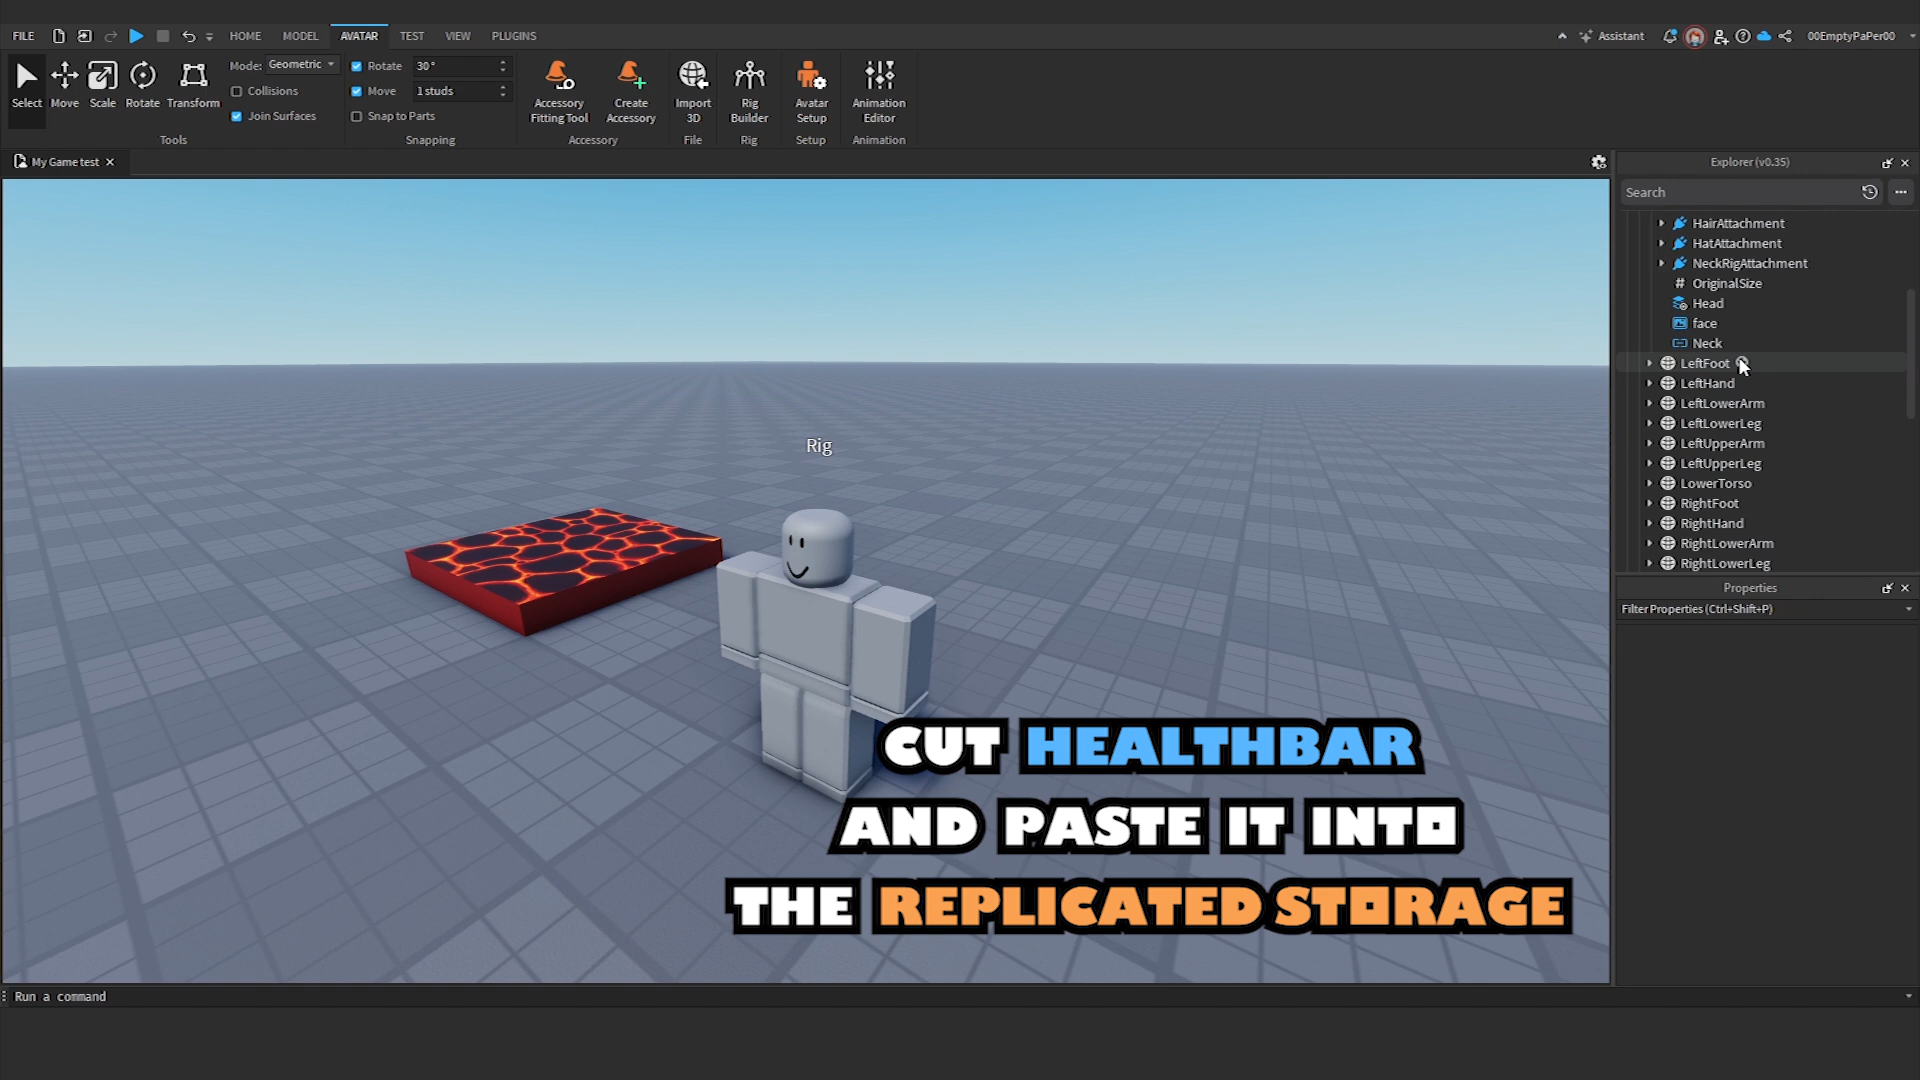 FILE
HOME
MODEL
AVATAR
TEST
VIEW
PLUGINS
Assistant
00EmptyPaPer00
Select
Move
Scale
Rotate
Transform
Mode: Geometric
Collisions
Join Surfaces
Tools
Rotate 30°
Move 1 studs
Snap to Parts
Snapping
Accessory
Fitting Tool
Create
Accessory
Accessory
Import
3D
File
Rig
Builder
Rig
Avatar
Setup
Setup
Animation
Editor
Animation
My Game test
Explorer (v0.35)
Search
HairAttachment
HatAttachment
NeckRigAttachment
OriginalSize
Head
face
Neck
LeftFoot
LeftHand
LeftLowerArm
LeftLowerLeg
LeftUpperArm
LeftUpperLeg
LowerTorso
RightFoot
RightHand
RightLowerArm
RightLowerLeg
Properties
Filter Properties (Ctrl+Shift+P)
Rig
CUT HEALTHBAR
AND PASTE IT INTO
THE REPLICATED STORAGE
Run a command